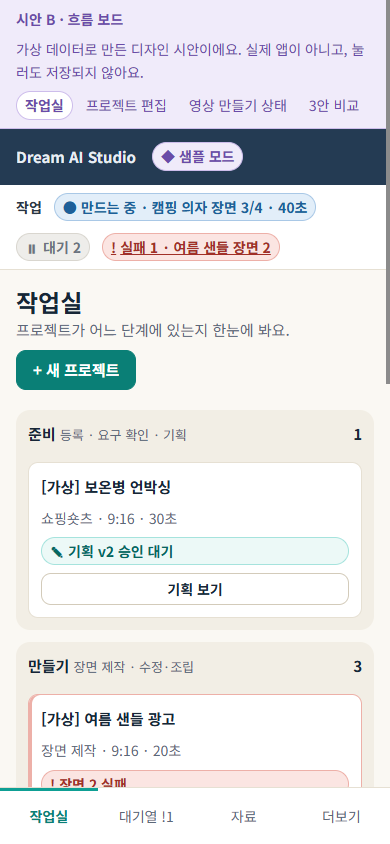 시안 B · 흐름 보드
가상 데이터로 만든 디자인 시안이에요. 실제 앱이 아니고, 눌
러도 저장되지 않아요.
작업실 프로젝트 편집 영상 만들기 상태 3안 비교
Dream AI Studio ◆ 샘플 모드
작업 ● 만드는 중 · 캠핑 의자 장면 3/4 · 40초
⏸ 대기 2 ! 실패 1 · 여름 샌들 장면 2
작업실
프로젝트가 어느 단계에 있는지 한눈에 봐요.
+ 새 프로젝트
준비 등록 · 요구 확인 · 기획 1
[가상] 보온병 언박싱
쇼핑숏츠 · 9:16 · 30초
✎ 기획 v2 승인 대기
기획 보기
만들기 장면 제작 · 수정·조립 3
[가상] 여름 샌들 광고
장면 제작 · 9:16 · 20초
! 장면 2 실패
작업실 대기열 !1 자료 더보기